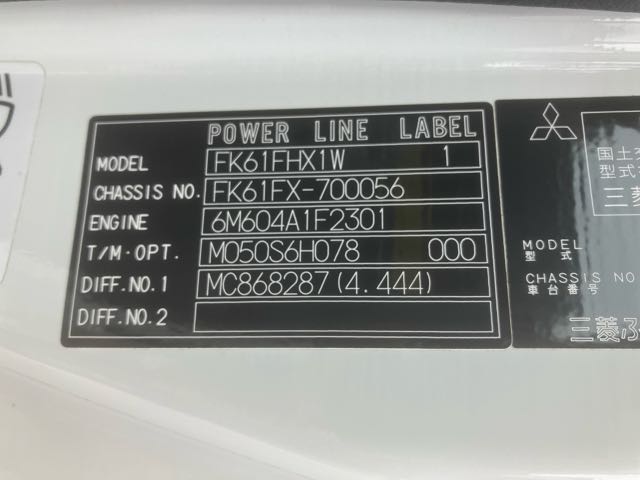 POWER LINE LABEL
MODEL FK61FHX1W 1
CHASSIS NO. FK61FX-700056
ENGINE 6M604A1F2301
T/M·OPT. M050S6H078 000
DIFF.NO.1 MC868287(4.444)
DIFF.NO.2
国土交
型式
三菱
MODEL
型式
CHASSIS NO
車台番号
三菱ふ